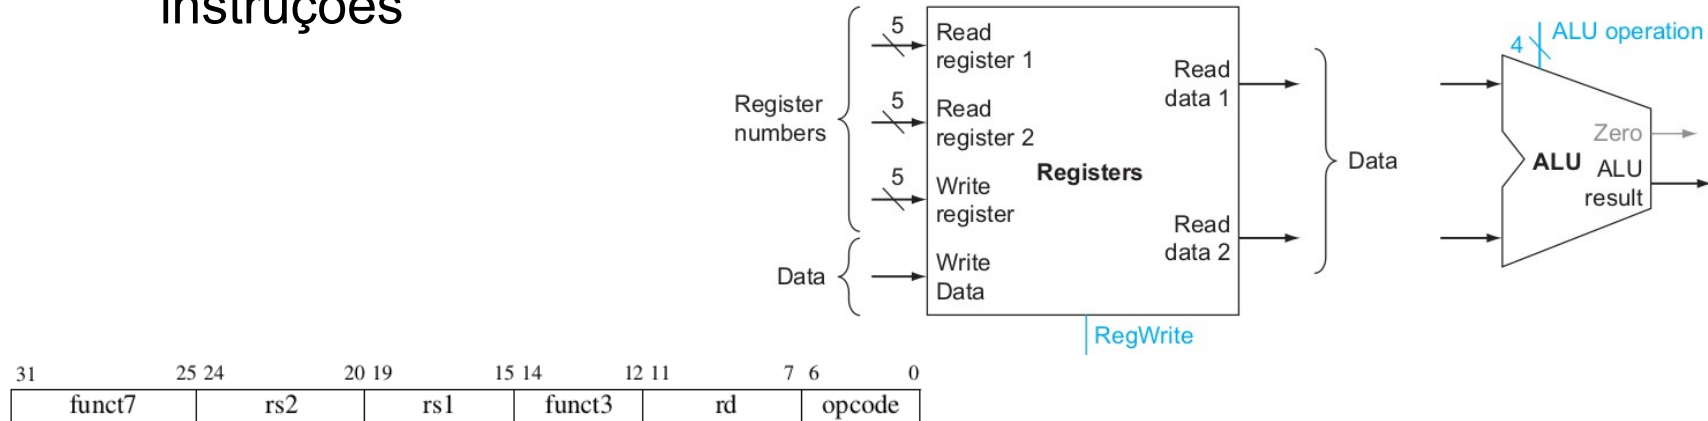 instruções
5
Read
register 1
5
Read
register 2
5
Write
register
Write
Data
Register
numbers
Data
Registers
Read
data 1
Read
data 2
RegWrite
Data
4
ALU operation
Zero
ALU
ALU
result
31 25 24 20 19 15 14 12 11 7 6 0
funct7 rs2 rs1 funct3 rd opcode